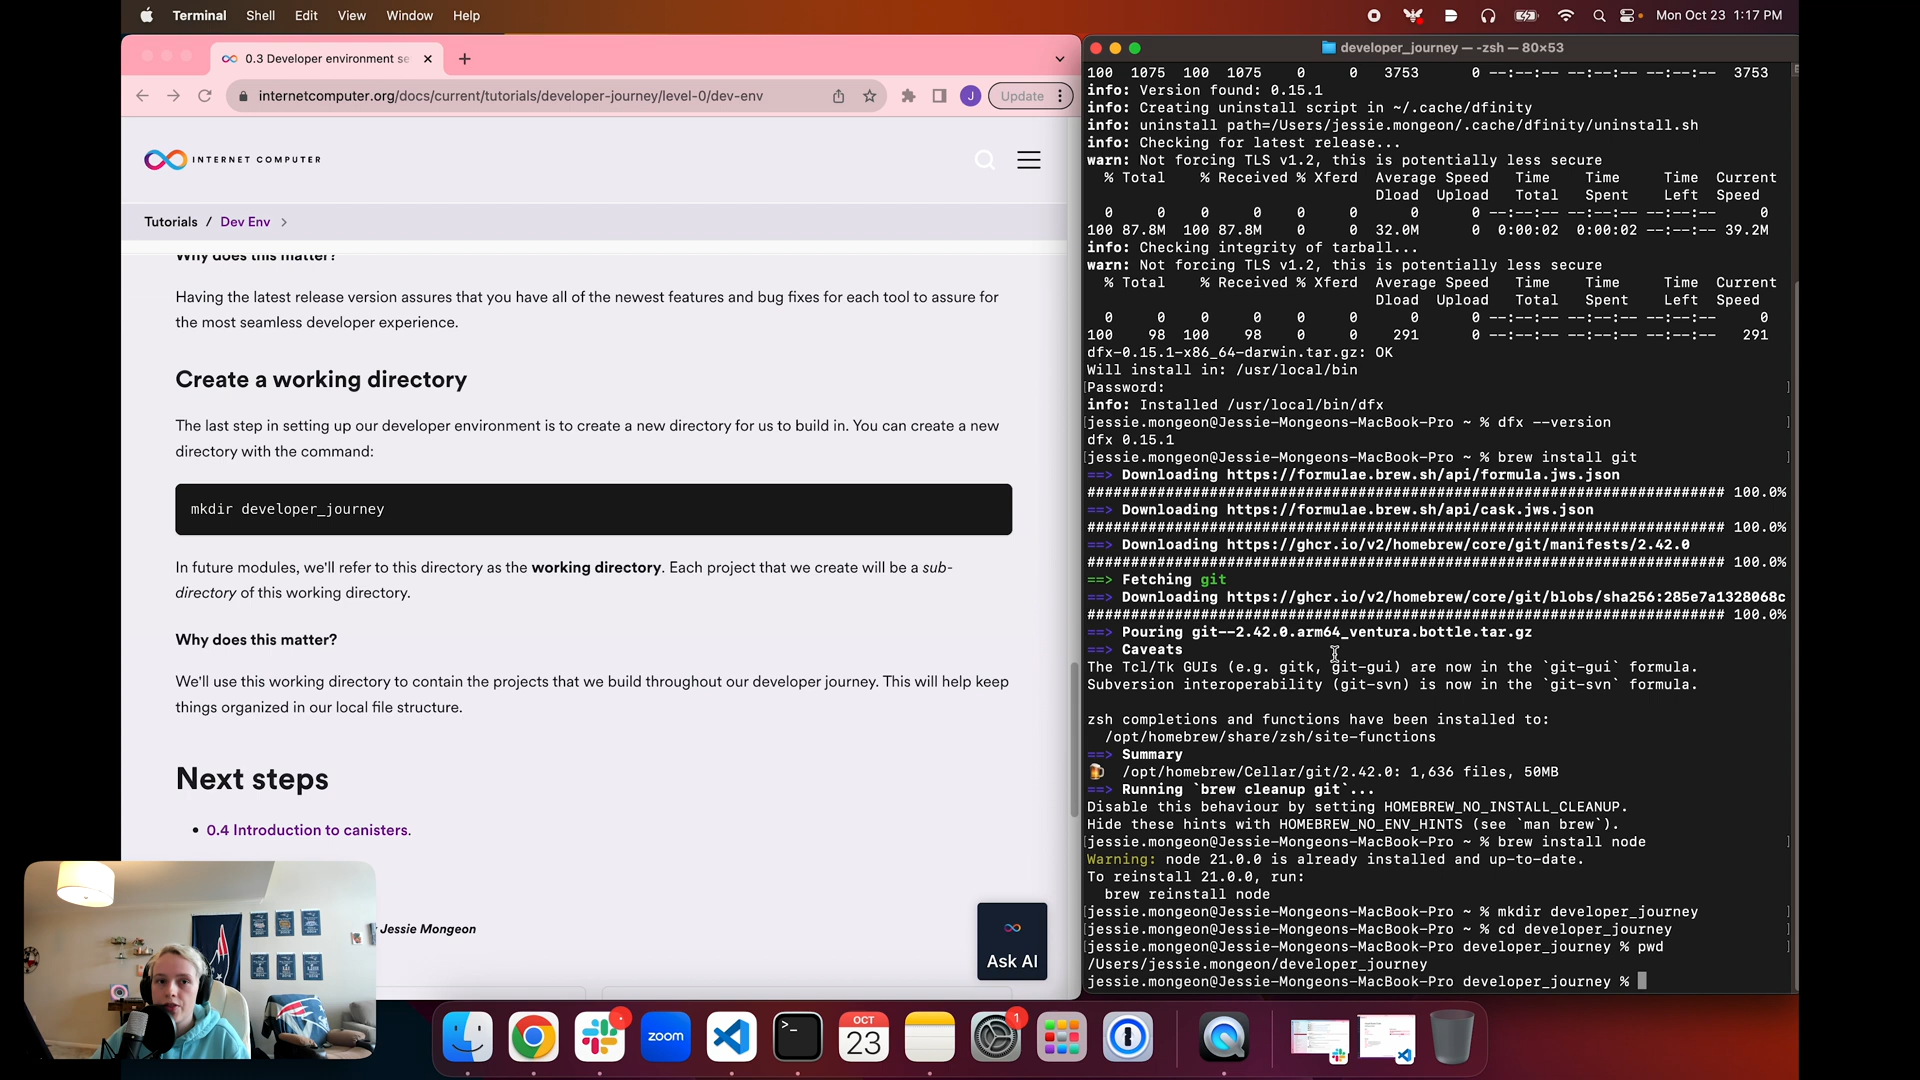 Terminal Shell Edit View Window Help
Mon Oct 23 1:17 PM
0.3 Developer environment se
internetcomputer.org/docs/current/tutorials/developer-journey/level-0/dev-env
J
Update
INTERNET COMPUTER
Tutorials / Dev Env >
Why does this matter?
Having the latest release version assures that you have all of the newest features and bug fixes for each tool to assure for
the most seamless developer experience.
Create a working directory
The last step in setting up our developer environment is to create a new directory for us to build in. You can create a new
directory with the command:
mkdir developer_journey
In future modules, we'll refer to this directory as the working directory. Each project that we create will be a sub-
directory of this working directory.
Why does this matter?
We'll use this working directory to contain the projects that we build throughout our developer journey. This will help keep
things organized in our local file structure.
Next steps
• 0.4 Introduction to canisters.
Jessie Mongeon
Ask AI
developer_journey — -zsh — 80×53
100 1075 100 1075 0 0 3753 0 --:--:-- --:--:-- --:--:-- 3753
info: Version found: 0.15.1
info: Creating uninstall script in ~/.cache/dfinity
info: uninstall path=/Users/jessie.mongeon/.cache/dfinity/uninstall.sh
info: Checking for latest release...
warn: Not forcing TLS v1.2, this is potentially less secure
% Total % Received % Xferd Average Speed Time Time Time Current
Dload Upload Total Spent Left Speed
0 0 0 0 0 0 0 0 --:--:-- --:--:-- --:--:-- 0
100 87.8M 100 87.8M 0 0 32.0M 0 0:00:02 0:00:02 --:--:-- 39.2M
info: Checking integrity of tarball...
warn: Not forcing TLS v1.2, this is potentially less secure
% Total % Received % Xferd Average Speed Time Time Time Current
Dload Upload Total Spent Left Speed
0 0 0 0 0 0 0 0 --:--:-- --:--:-- --:--:-- 0
100 98 100 98 0 0 291 0 --:--:-- --:--:-- --:--:-- 291
dfx-0.15.1-x86_64-darwin.tar.gz: OK
Will install in: /usr/local/bin
[Password: ]
info: Installed /usr/local/bin/dfx
[jessie.mongeon@Jessie-Mongeons-MacBook-Pro ~ % dfx --version ]
dfx 0.15.1
[jessie.mongeon@Jessie-Mongeons-MacBook-Pro ~ % brew install git ]
==> Downloading https://formulae.brew.sh/api/formula.jws.json
######################################################################### 100.0%
==> Downloading https://formulae.brew.sh/api/cask.jws.json
######################################################################### 100.0%
==> Downloading https://ghcr.io/v2/homebrew/core/git/manifests/2.42.0
######################################################################### 100.0%
==> Fetching git
==> Downloading https://ghcr.io/v2/homebrew/core/git/blobs/sha256:285e7a1328068c
######################################################################### 100.0%
==> Pouring git--2.42.0.arm64_ventura.bottle.tar.gz
==> Caveats
The Tcl/Tk GUIs (e.g. gitk, git-gui) are now in the `git-gui` formula.
Subversion interoperability (git-svn) is now in the `git-svn` formula.
zsh completions and functions have been installed to:
/opt/homebrew/share/zsh/site-functions
==> Summary
🍺 /opt/homebrew/Cellar/git/2.42.0: 1,636 files, 50MB
==> Running `brew cleanup git`...
Disable this behaviour by setting HOMEBREW_NO_INSTALL_CLEANUP.
Hide these hints with HOMEBREW_NO_ENV_HINTS (see `man brew`).
[jessie.mongeon@Jessie-Mongeons-MacBook-Pro ~ % brew install node ]
Warning: node 21.0.0 is already installed and up-to-date.
To reinstall 21.0.0, run:
brew reinstall node
[jessie.mongeon@Jessie-Mongeons-MacBook-Pro ~ % mkdir developer_journey ]
[jessie.mongeon@Jessie-Mongeons-MacBook-Pro ~ % cd developer_journey ]
[jessie.mongeon@Jessie-Mongeons-MacBook-Pro developer_journey % pwd ]
/Users/jessie.mongeon/developer_journey
jessie.mongeon@Jessie-Mongeons-MacBook-Pro developer_journey %
zoom
OCT
23
1